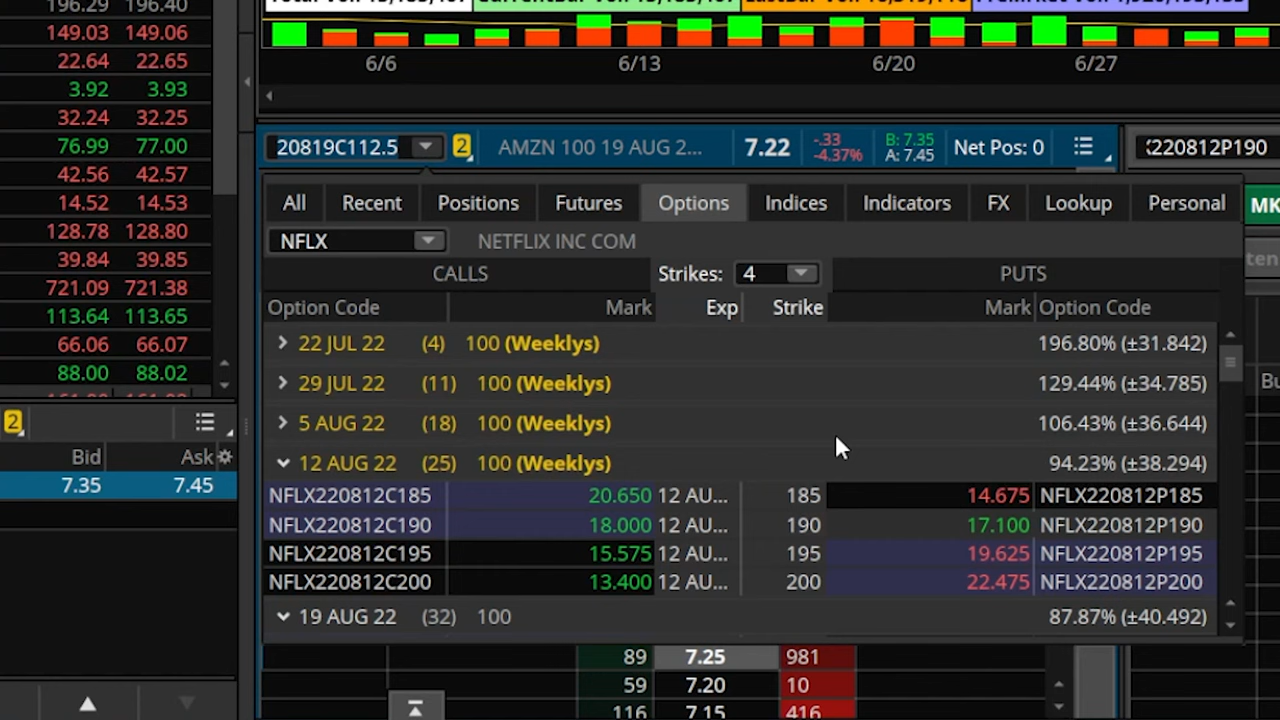 196.29 196.40
149.03 149.06
22.64 22.65
3.92 3.93
32.24 32.25
76.99 77.00
42.56 42.57
14.52 14.53
128.78 128.80
39.84 39.85
721.09 721.38
113.64 113.65
66.06 66.07
88.00 88.02
2
Bid Ask
7.35 7.45
6/6 6/13 6/20 6/27
20819C112.5 2 AMZN 100 19 AUG 2... 7.22 -.33 -4.37% B: 7.35 A: 7.45 Net Pos: 0
220812P190
All Recent Positions Futures Options Indices Indicators FX Lookup Personal
MK
NFLX NETFLIX INC COM
ten
CALLS Strikes: 4 PUTS
Option Code Mark Exp Strike Mark Option Code
22 JUL 22 (4) 100 (Weeklys) 196.80% (±31.842)
29 JUL 22 (11) 100 (Weeklys) 129.44% (±34.785)
5 AUG 22 (18) 100 (Weeklys) 106.43% (±36.644)
12 AUG 22 (25) 100 (Weeklys) 94.23% (±38.294)
NFLX220812C185 20.650 12 AU... 185 14.675 NFLX220812P185
NFLX220812C190 18.000 12 AU... 190 17.100 NFLX220812P190
NFLX220812C195 15.575 12 AU... 195 19.625 NFLX220812P195
NFLX220812C200 13.400 12 AU... 200 22.475 NFLX220812P200
19 AUG 22 (32) 100 87.87% (±40.492)
89 7.25 981
59 7.20 10
116 7.15 416